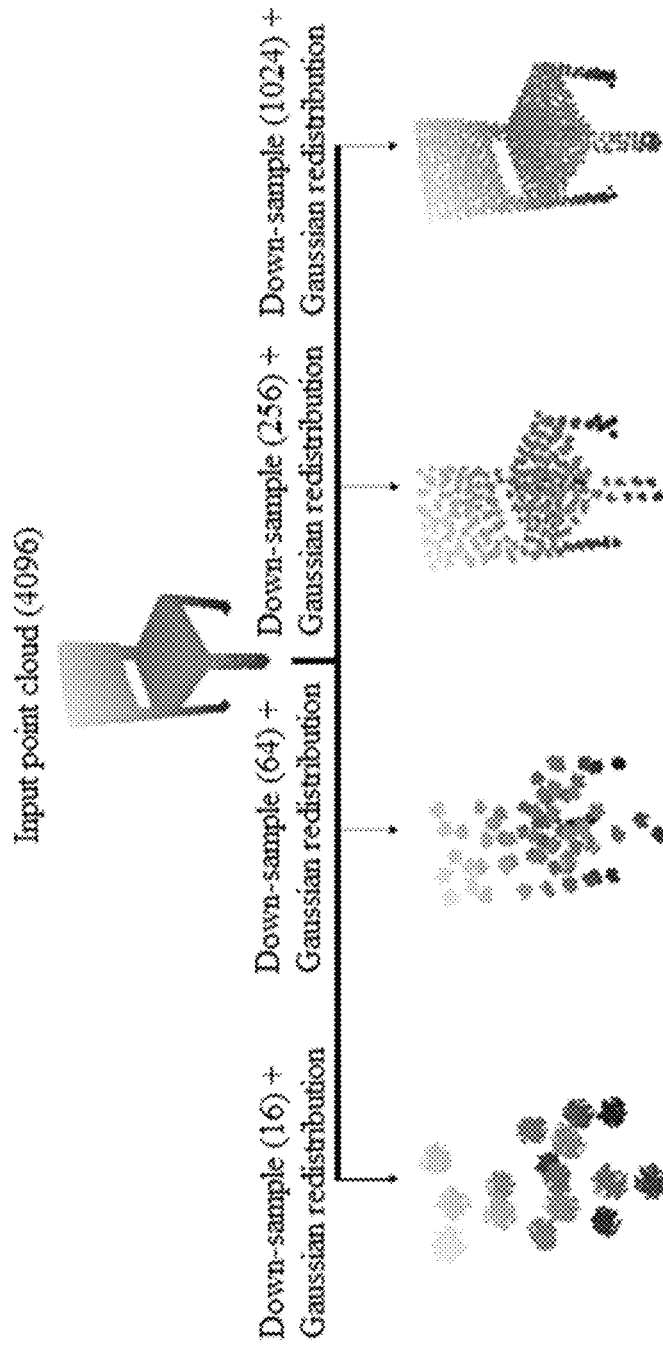 Input point cloud (4096)
Down-sample (16) +
Gaussian redistribution
Down-sample (64) +
Gaussian redistribution
Down-sample (256) +
Gaussian redistribution
Down-sample (1024) +
Gaussian redistribution